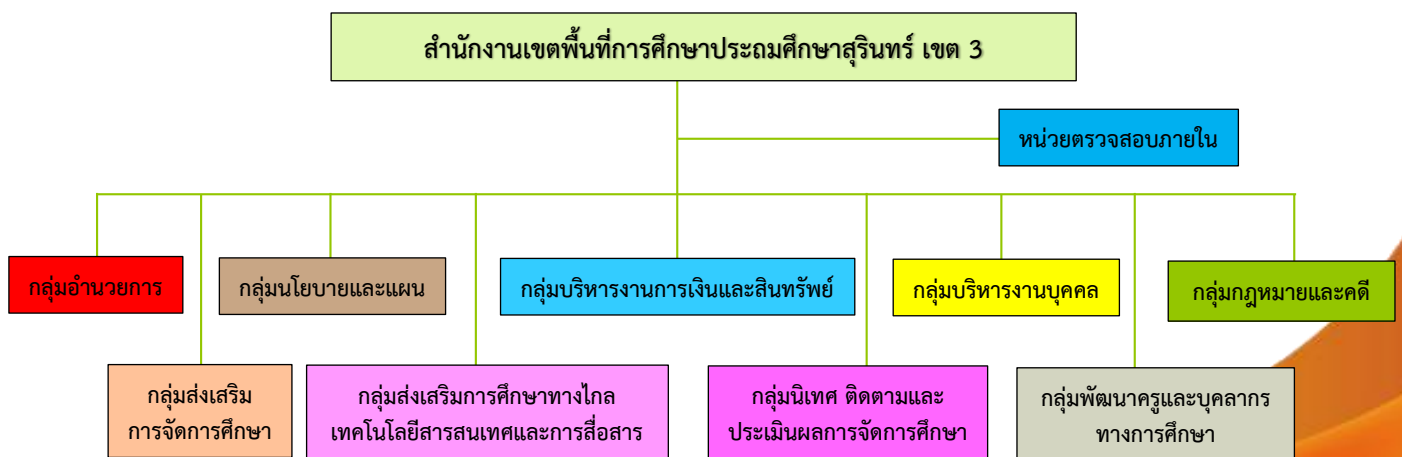 สำนักงานเขตพื้นที่การศึกษาประถมศึกษาสุรินทร์ เขต 3
หน่วยตรวจสอบภายใน
กลุ่มอำนวยการ
กลุ่มนโยบายและแผน
กลุ่มบริหารงานการเงินและสินทรัพย์
กลุ่มบริหารงานบุคคล
กลุ่มกฎหมายและคดี
กลุ่มส่งเสริม
การจัดการศึกษา
กลุ่มส่งเสริมการศึกษาทางไกล
เทคโนโลยีสารสนเทศและการสื่อสาร
กลุ่มนิเทศ ติดตามและ
ประเมินผลการจัดการศึกษา
กลุ่มพัฒนาครูและบุคลากร
ทางการศึกษา